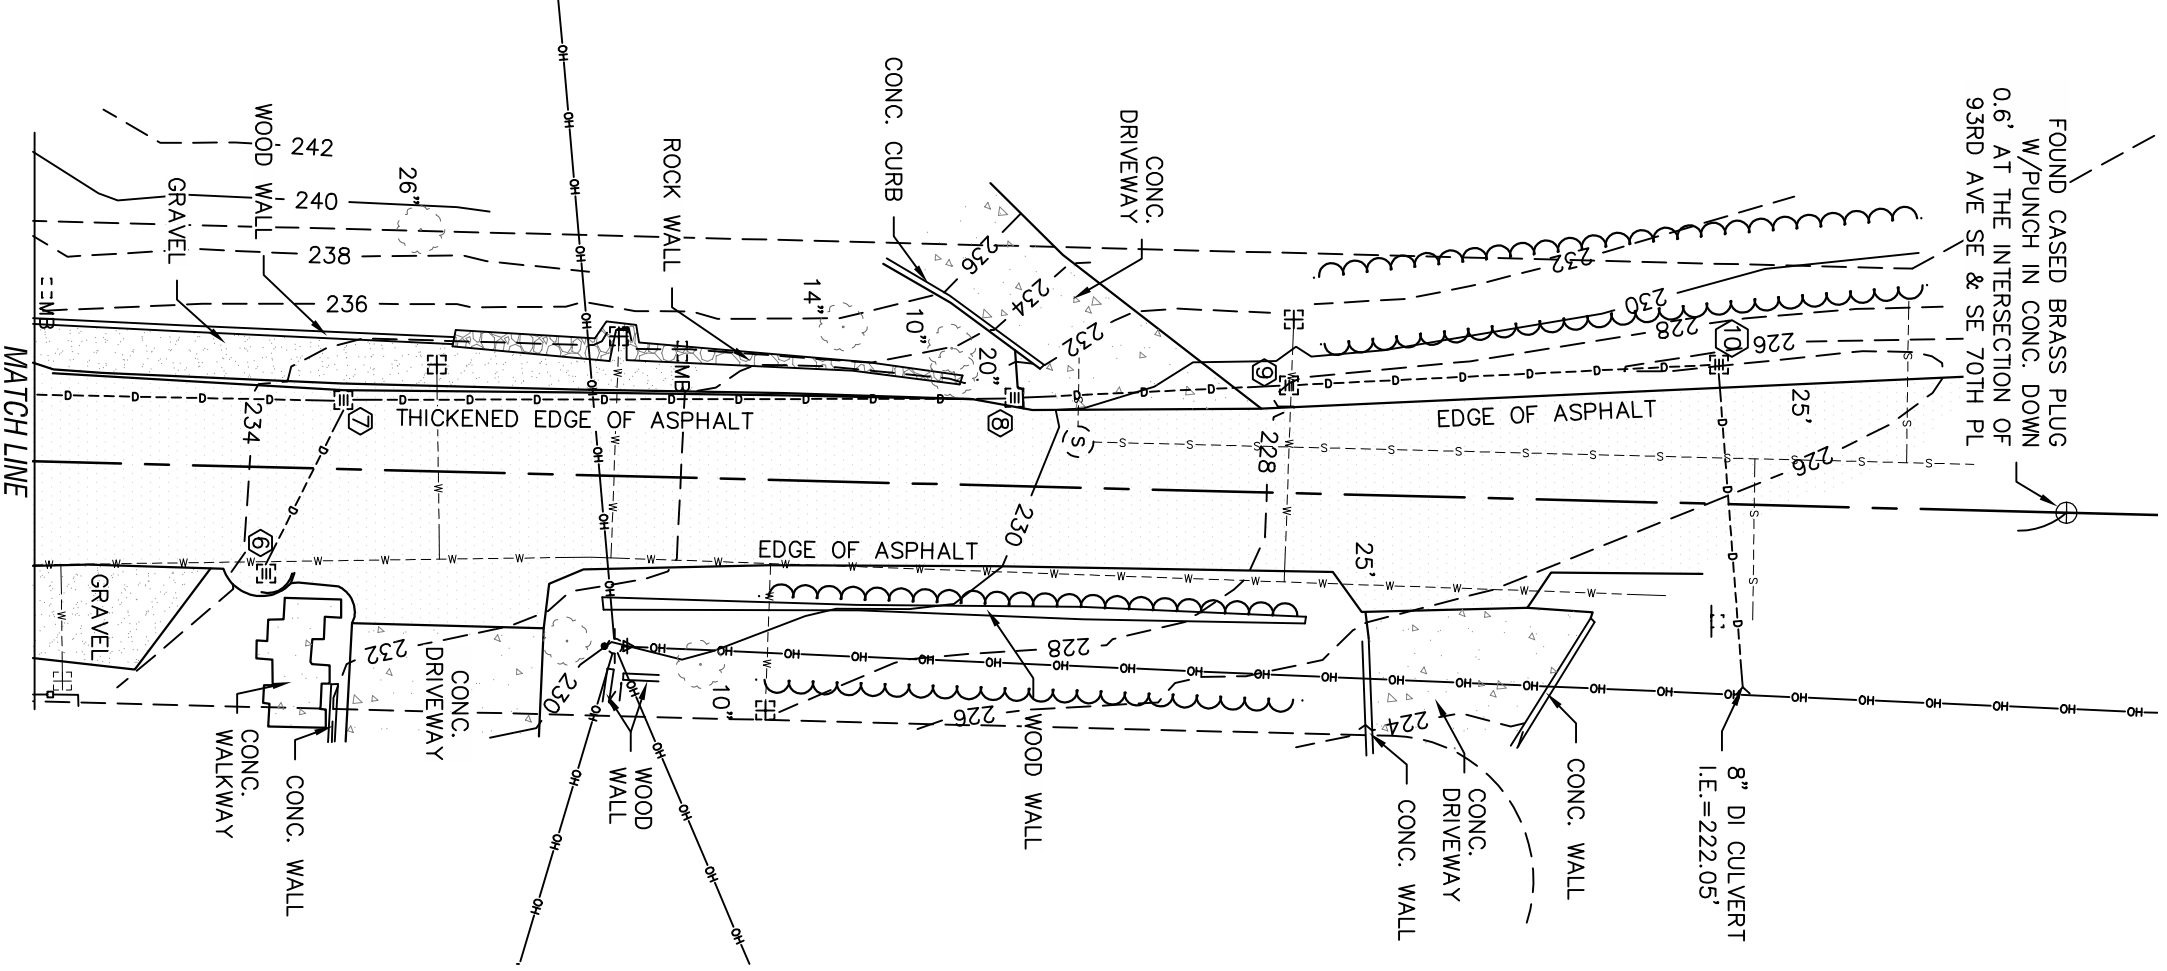 FOUND CASED BRASS PLUG
W/PUNCH IN CONC. DOWN
0.6' AT THE INTERSECTION OF
93RD AVE SE & SE 70TH PL
CONC. CURB
CONC.
DRIVEWAY
ROCK WALL
WOOD WALL
GRAVEL
242
240
238
236
26"
14"
10"
20"
236
234
232
232
230
228
226
MB
MB
7
8
9
10
6
THICKENED EDGE OF ASPHALT
EDGE OF ASPHALT
25'
226
(S)
234
228
230
EDGE OF ASPHALT
25'
MATCH LINE
GRAVEL
232
CONC.
DRIVEWAY
230
10"
228
226
224
CONC.
WALKWAY
CONC. WALL
WOOD
WALL
WOOD WALL
CONC. WALL
CONC.
DRIVEWAY
CONC. WALL
8" DI CULVERT
I.E.=222.05'
OH
OH
OH
OH
D
D
D
W
W
W
S
S
S